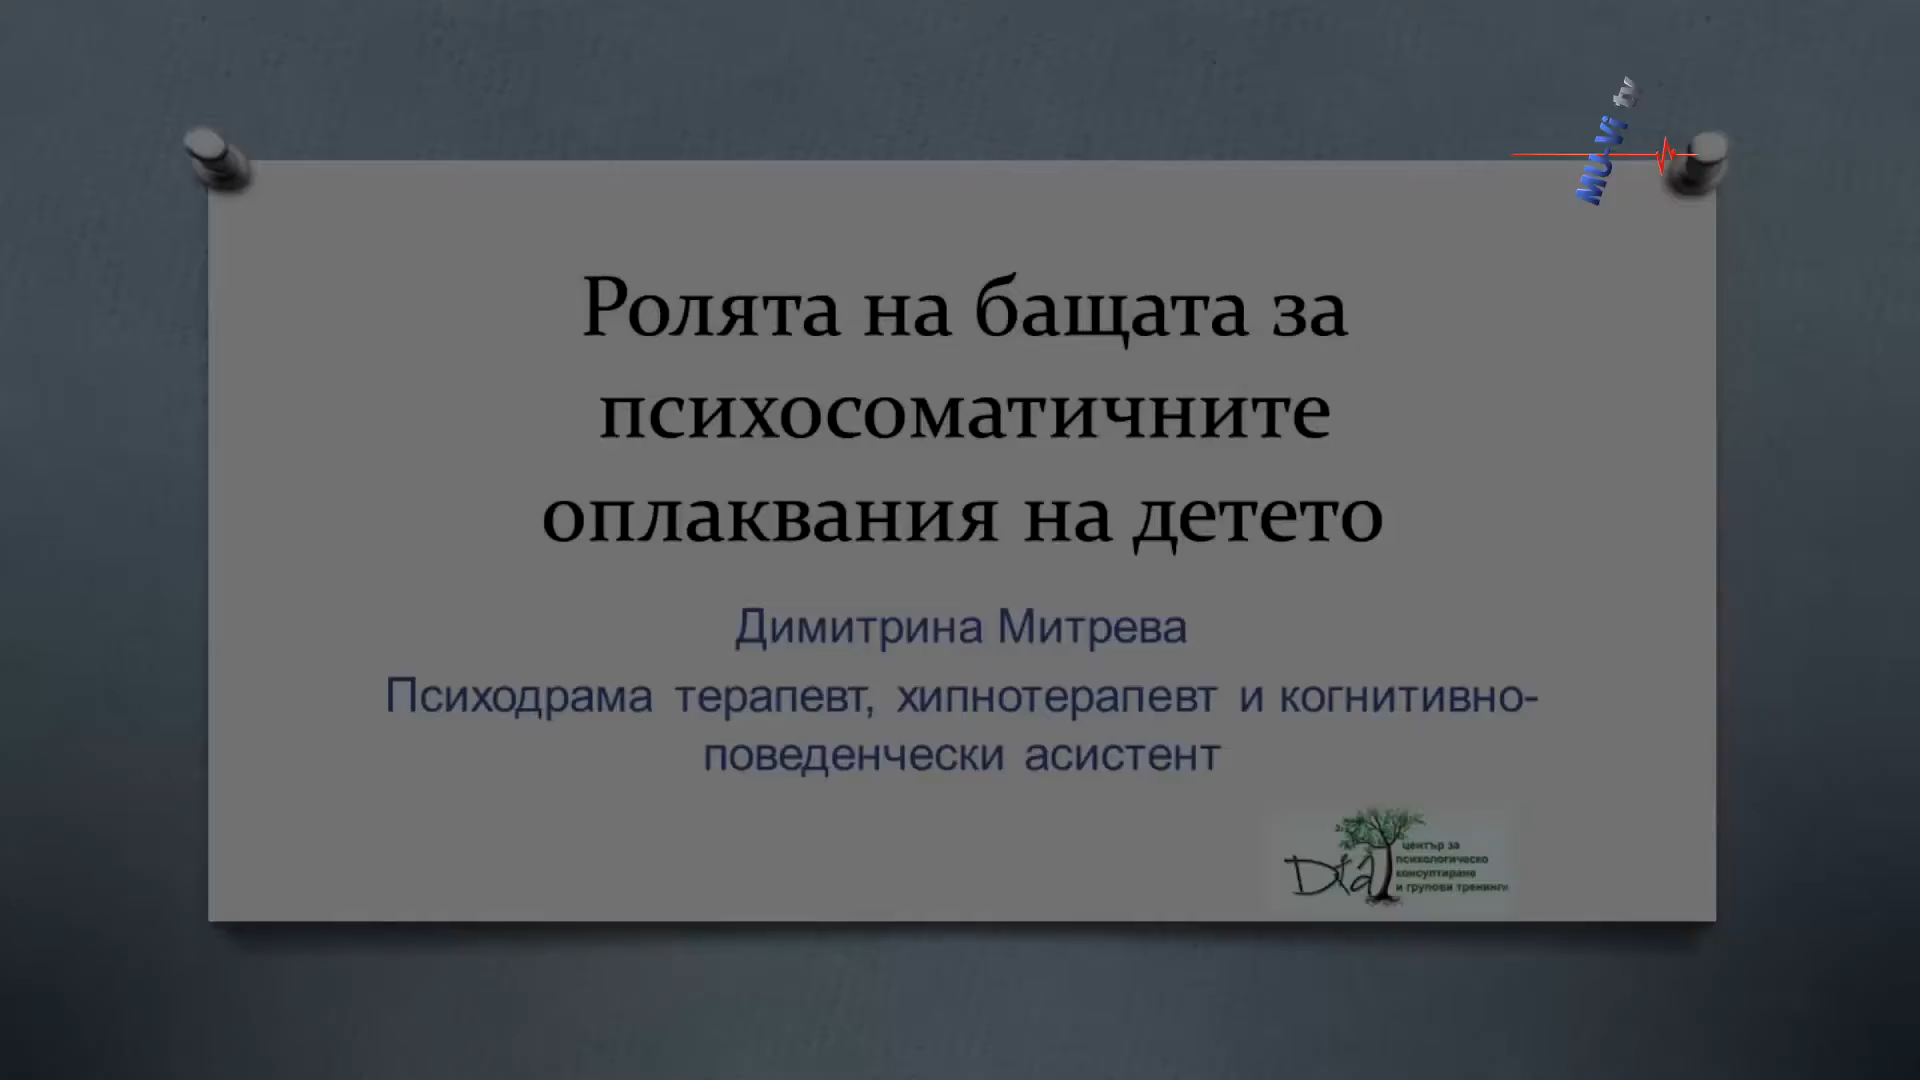 MU-Vi tv
Ролята на бащата за
психосоматичните
оплаквания на детето
Димитрина Митрева
Психодрама терапевт, хипнотерапевт и когнитивно-
поведенчески асистент
Dia
център за
психологическо
консултиране
и групови тренинги